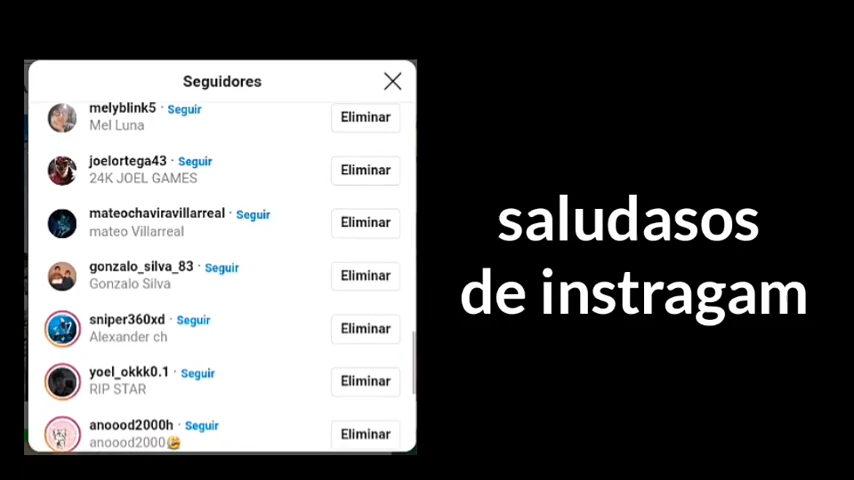 Seguidores
melyblink5 · Seguir
Mel Luna
Eliminar
joelortega43 · Seguir
24K JOEL GAMES
Eliminar
mateochaviravillarreal · Seguir
mateo Villarreal
Eliminar
gonzalo_silva_83 · Seguir
Gonzalo Silva
Eliminar
sniper360xd · Seguir
Alexander ch
Eliminar
yoel_okkk0.1 · Seguir
RIP STAR
Eliminar
anoood2000h · Seguir
anoood2000🤣
Eliminar
saludasos
de instragam